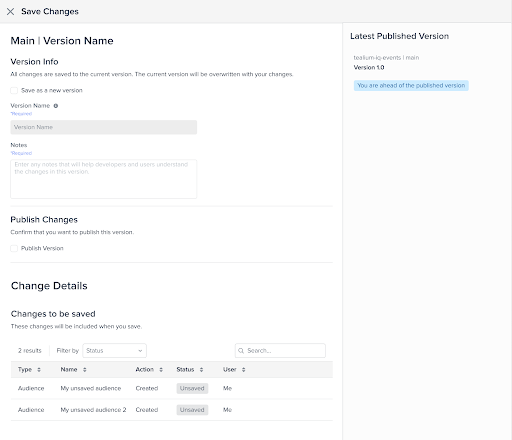 Save Changes
Main | Version Name
Version Info
All changes are saved to the current version. The current version will be overwritten with your changes.
Save as a new version
Version Name
*Required
Version Name
Notes
*Required
Enter any notes that will help developers and users understand
the changes in this version.
Publish Changes
Confirm that you want to publish this version.
Publish Version
Change Details
Changes to be saved
These changes will be included when you save.
2 results Filter by Status Search...
Type Name Action Status User
Audience My unsaved audience Created Unsaved Me
Audience My unsaved audience 2 Created Unsaved Me
Latest Published Version
tealium-iq-events | main
Version 1.0
You are ahead of the published version